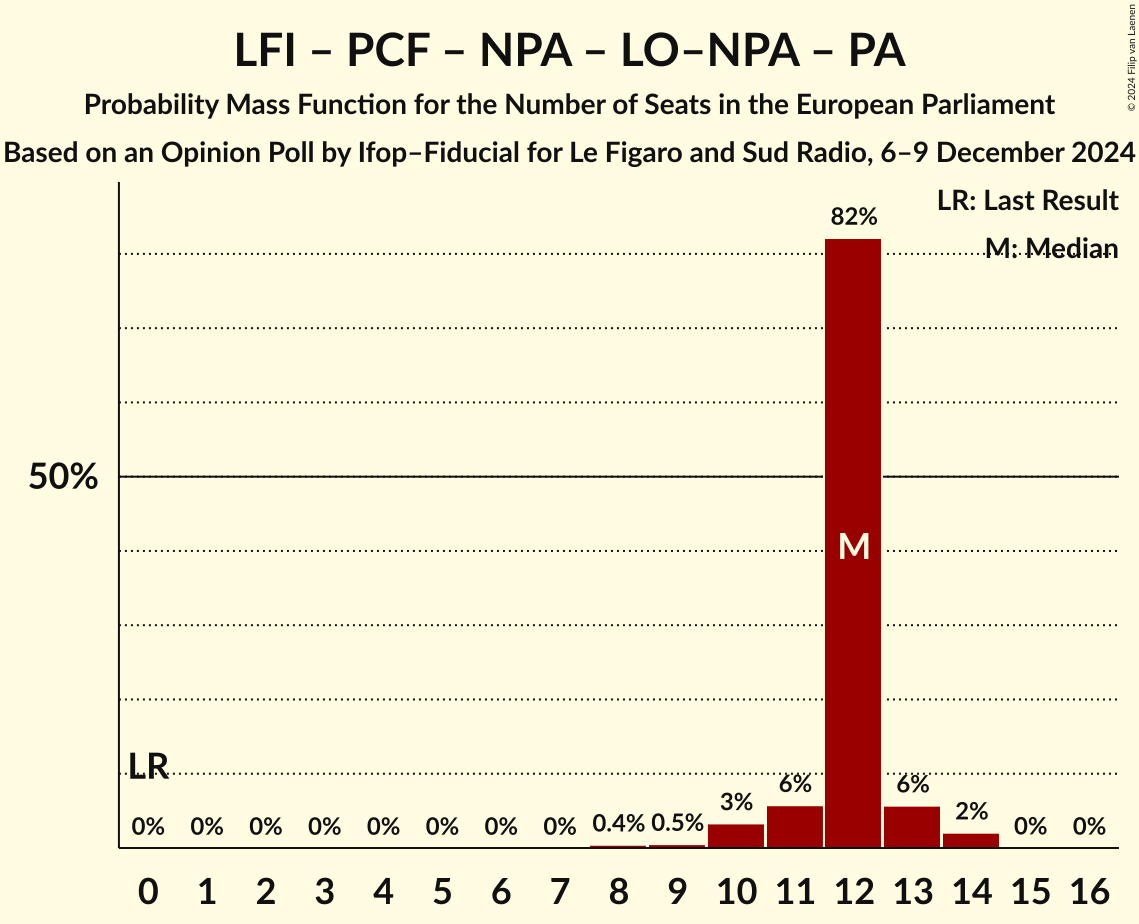 LFI – PCF – NPA – LO–NPA – PA
Probability Mass Function for the Number of Seats in the European Parliament
Based on an Opinion Poll by Ifop–Fiducial for Le Figaro and Sud Radio, 6–9 December 2024
© 2024 Filip van Laenen
LR: Last Result
M: Median
82%
50%
M
LR
0% 0% 0% 0% 0% 0% 0% 0% 0.4% 0.5% 3% 6% 6% 2% 0% 0%
0 1 2 3 4 5 6 7 8 9 10 11 12 13 14 15 16